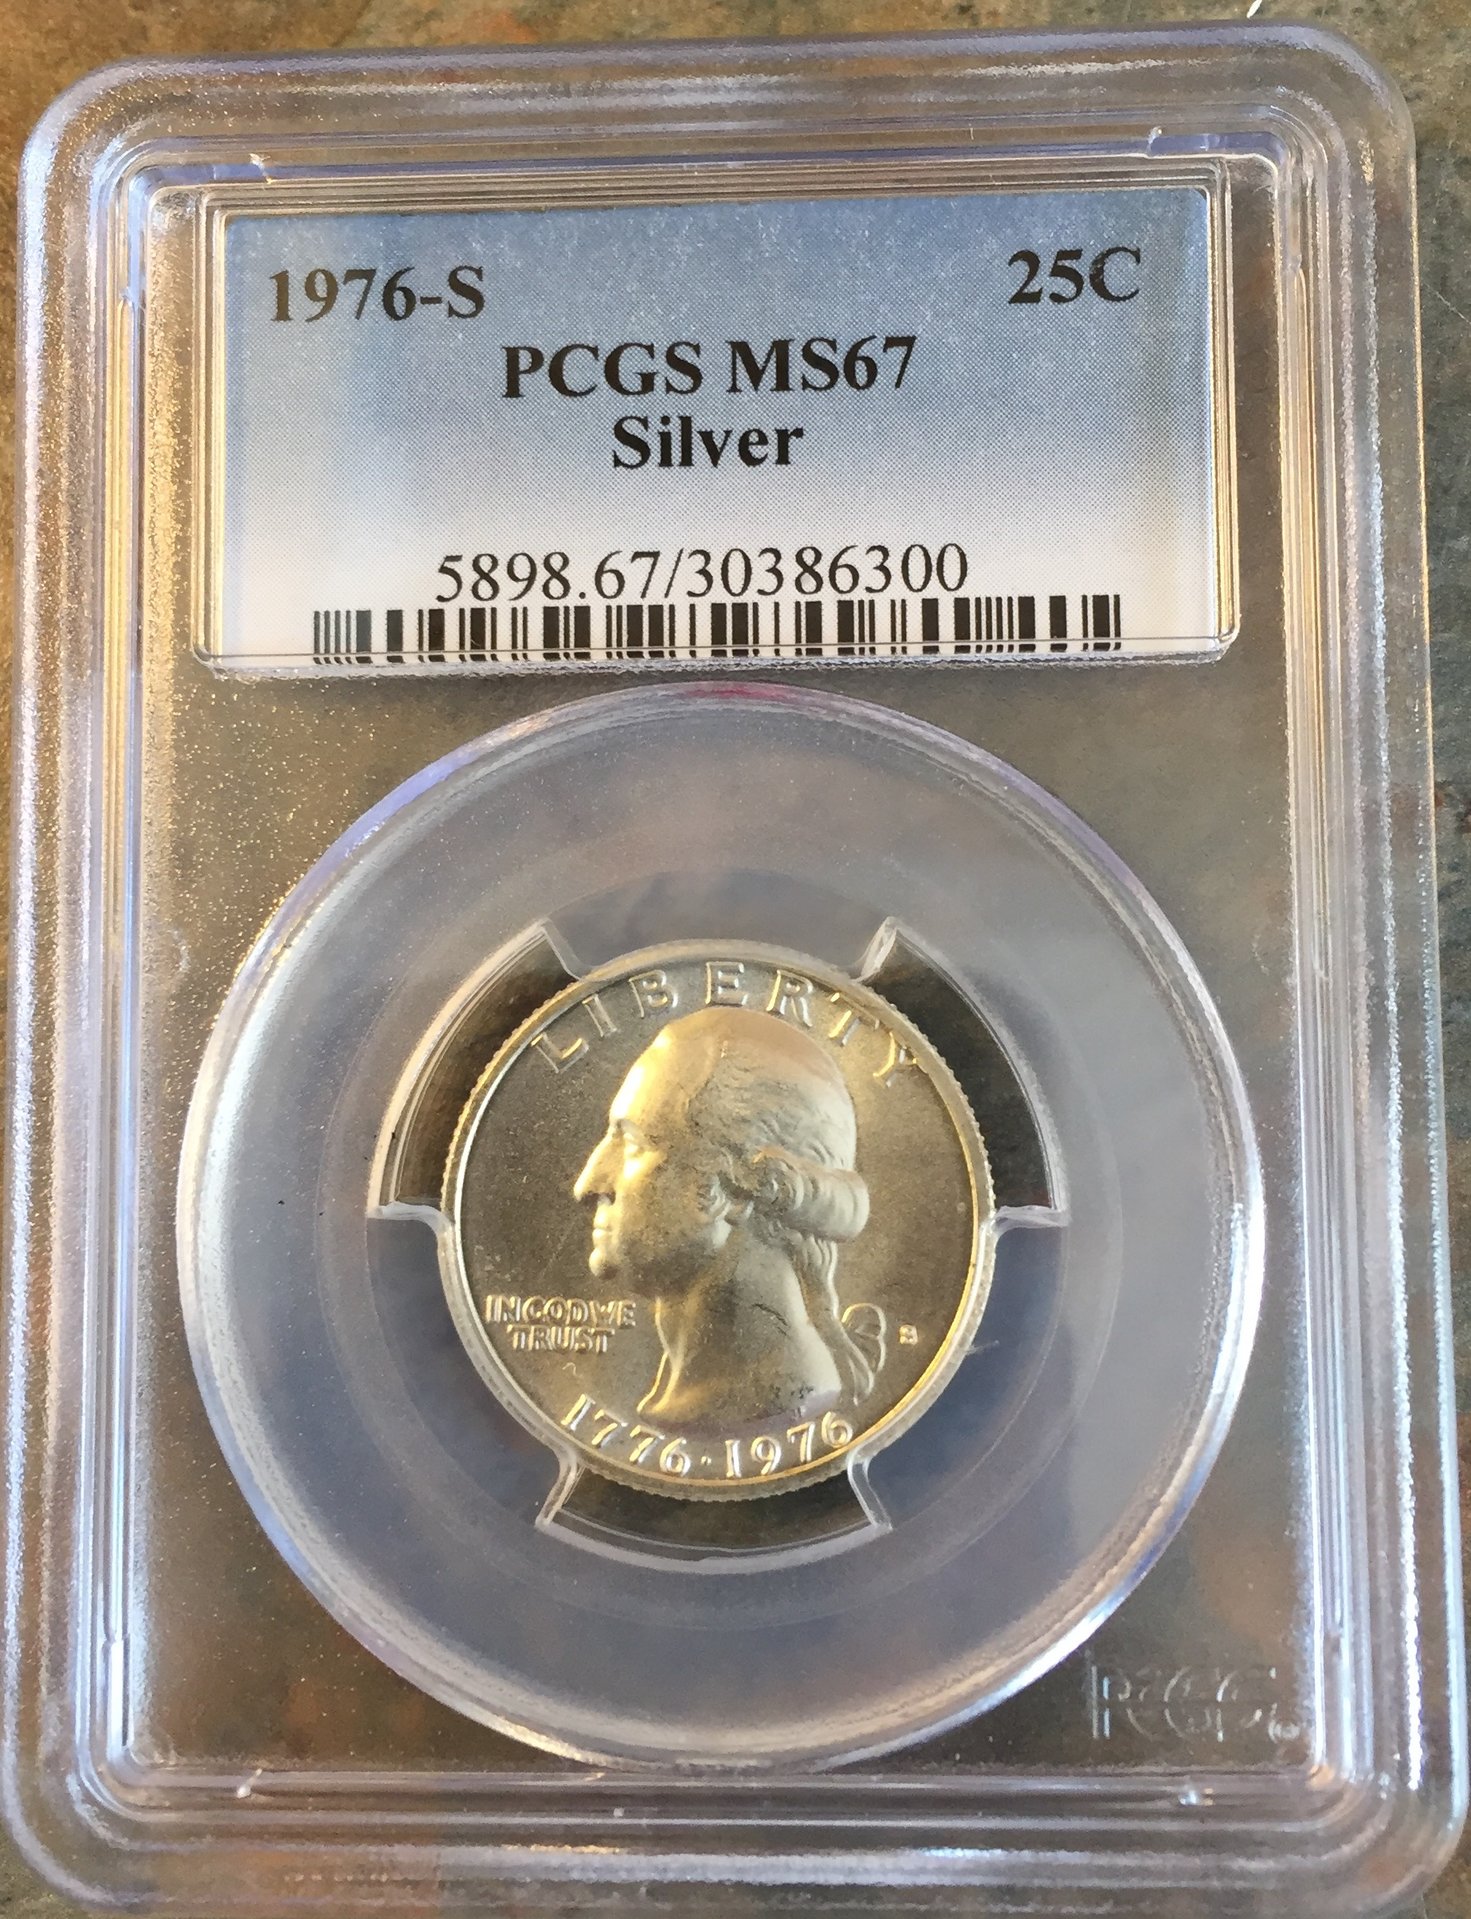 1976-S 25C
PCGS MS67
Silver
5898.67/30386300
LIBERTY
IN GOD WE
TRUST
S
1776·1976
PCGS